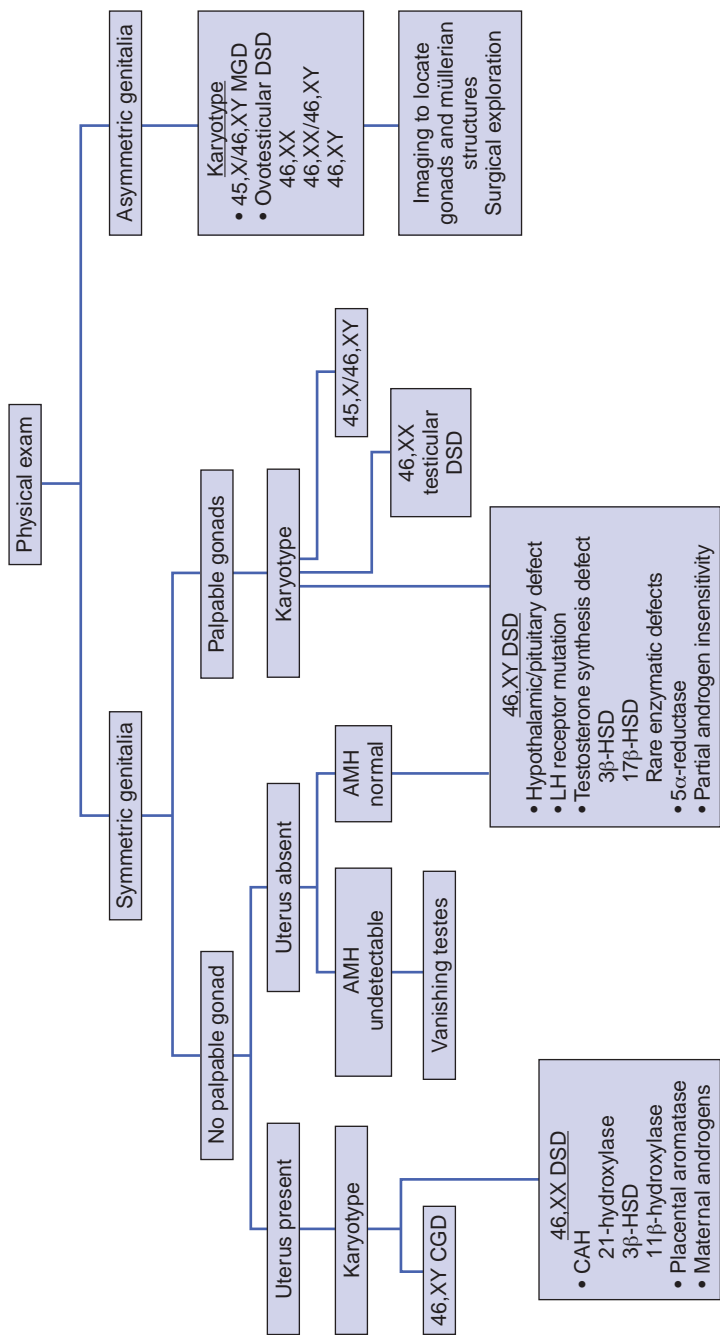 Physical exam
Symmetric genitalia
Asymmetric genitalia
No palpable gonad
Palpable gonads
Karyotype
• 45,X/46,XY MGD
• Ovotesticular DSD
46,XX
46,XX/46,XY
46,XY
Uterus present
Uterus absent
Karyotype
Karyotype
AMH
undetectable
AMH
normal
45,X/46,XY
46,XX
testicular
DSD
Imaging to locate
gonads and müllerian
structures
Surgical exploration
46,XY CGD
Vanishing testes
46,XX DSD
• CAH
21-hydroxylase
3β-HSD
11β-hydroxylase
• Placental aromatase
• Maternal androgens
46,XY DSD
• Hypothalamic/pituitary defect
• LH receptor mutation
• Testosterone synthesis defect
3β-HSD
17β-HSD
Rare enzymatic defects
• 5α-reductase
• Partial androgen insensitivity